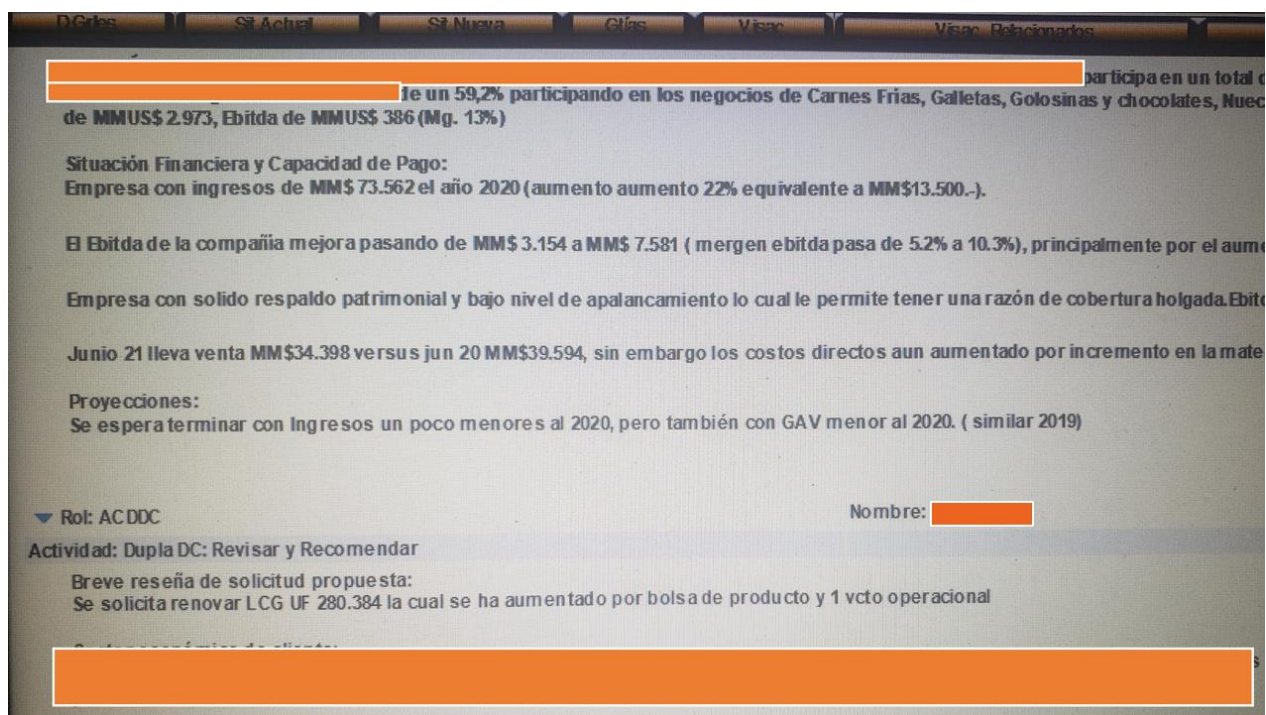 DGrles Sit Actual Sit Nueva Gtías Visac Visac Relacionados
participa en un total
de un 59,2% participando en los negocios de Carnes Frias, Galletas, Golosinas y chocolates,
de MMUS$ 2.973, Ebitda de MMUS$ 386 (Mg. 13%)
Situación Financiera y Capacidad de Pago:
Empresa con ingresos de MM$ 73.562 el año 2020 (aumento aumento 22% equivalente a MM$13.500.-).
El Ebitda de la compañia mejora pasando de MM$ 3.154 a MM$ 7.581 ( mergen ebitda pasa de 5.2% a 10.3%), principalmente por el
Empresa con solido respaldo patrimonial y bajo nivel de apalancamiento lo cual le permite tener una razón de cobertura holgada.
Junio 21 lleva venta MM$34.398 versus jun 20 MM$39.594, sin embargo los costos directos aun aumentado por incremento en la
Proyecciones:
Se espera terminar con Ingresos un poco menores al 2020, pero también con GAV menor al 2020. ( similar 2019)
Rol: ACDDC
Nombre:
Actividad: Dupla DC: Revisar y Recomendar
Breve reseña de solicitud propuesta:
Se solicita renovar LCG UF 280.384 la cual se ha aumentado por bolsa de producto y 1 vcto operacional